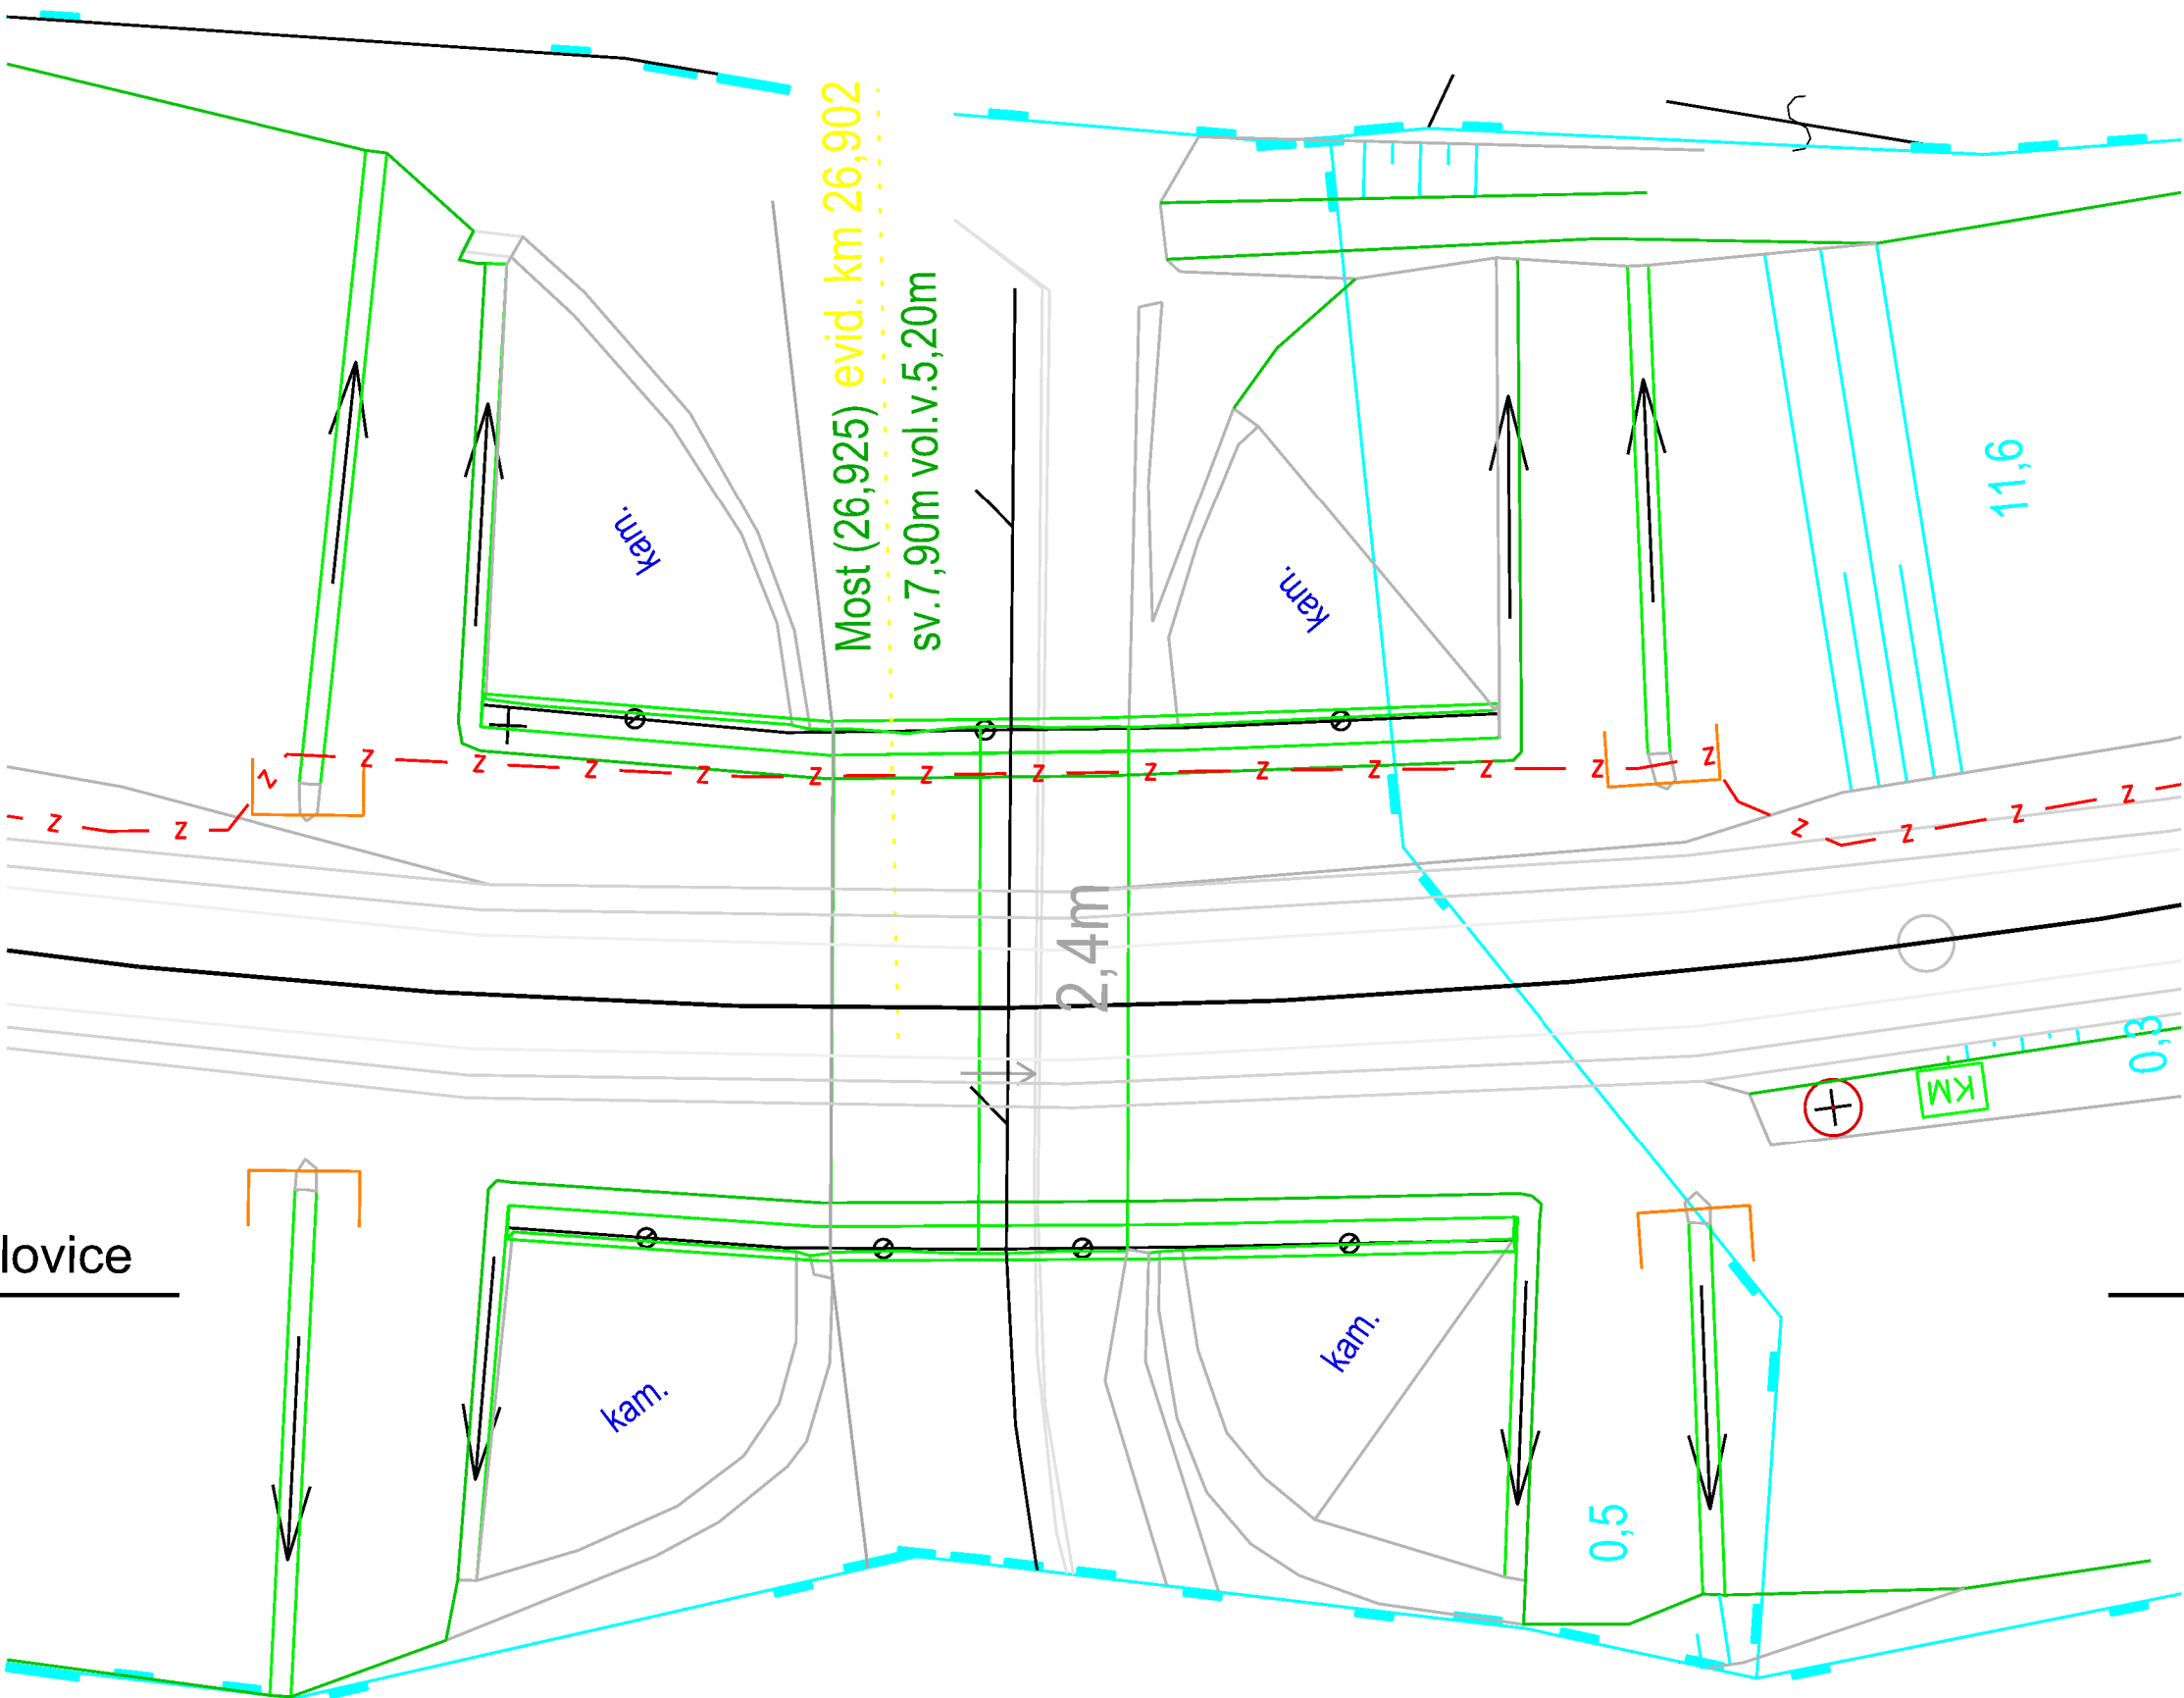 Most (26,925) evid. km 26,902
sv.7,90m vol.v.5,20m
kam.
kam.
11,6
z z z z z z z z z z z z z z z
z z z z z
2,4m
0,3
KM
lovice
kam.
kam.
0,5